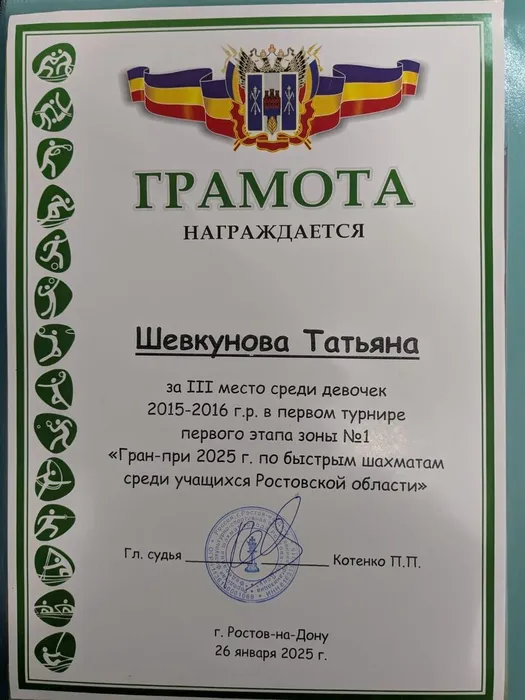 ГРАМОТА
НАГРАЖДАЕТСЯ
Шевкунова Татьяна
за III место среди девочек
2015-2016 г.р. в первом турнире
первого этапа зоны №1
«Гран-при 2025 г. по быстрым шахматам
среди учащихся Ростовской области»
Гл. судья Котенко П.П.
г. Ростов-на-Дону
26 января 2025 г.